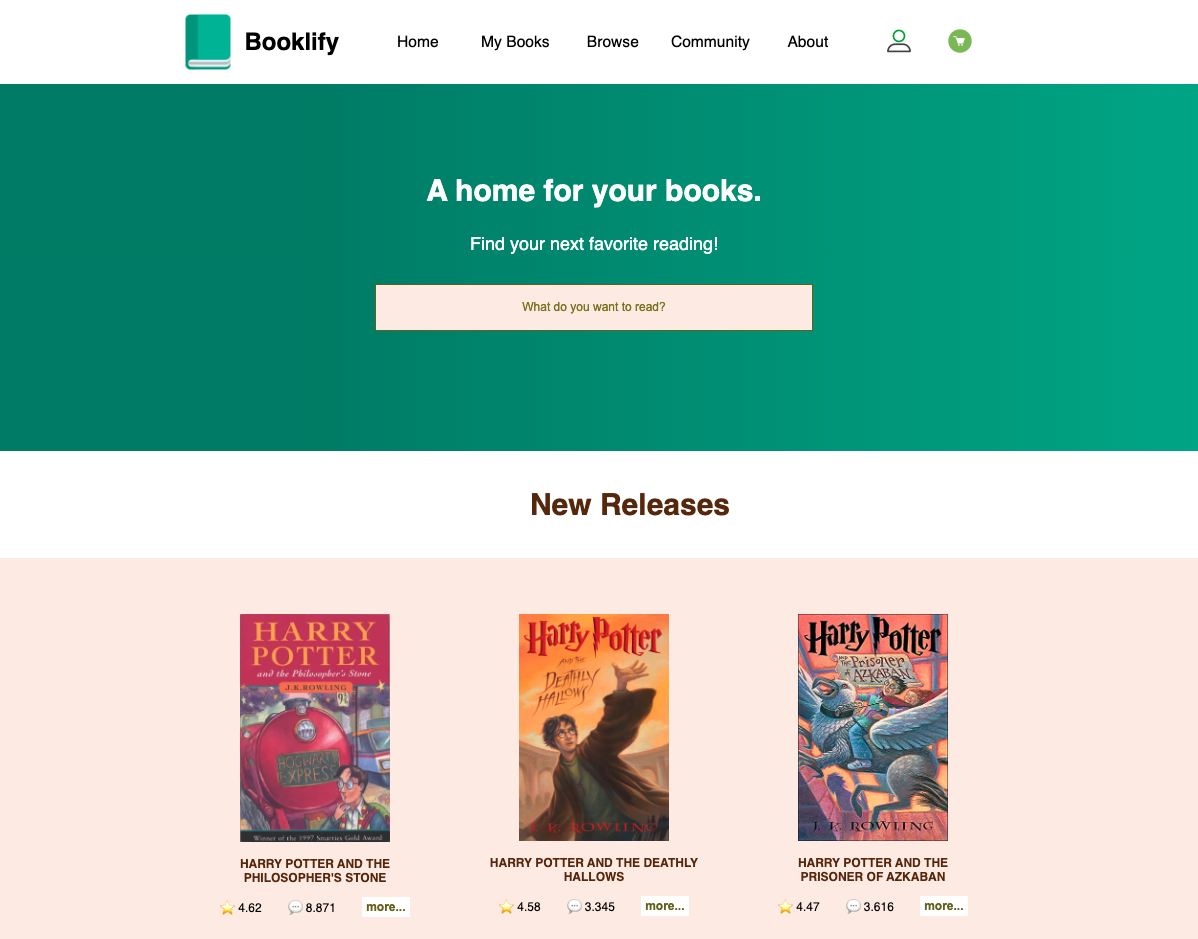 Booklify
Home My Books Browse Community About
A home for your books.
Find your next favorite reading!
What do you want to read?
New Releases
HARRY
POTTER
and the Philosopher's Stone
J.K.ROWLING
9¾
HOGWARTS
EXPRESS
Winner of the 1997 Smarties Gold Award
Harry Potter
AND THE
DEATHLY
HALLOWS
J. K. ROWLING
Harry Potter
AND THE Prisoner
OF AZKABAN
J. K. ROWLING
HARRY POTTER AND THE
PHILOSOPHER'S STONE
4.62 8.871 more...
HARRY POTTER AND THE DEATHLY
HALLOWS
4.58 3.345 more...
HARRY POTTER AND THE
PRISONER OF AZKABAN
4.47 3.616 more...